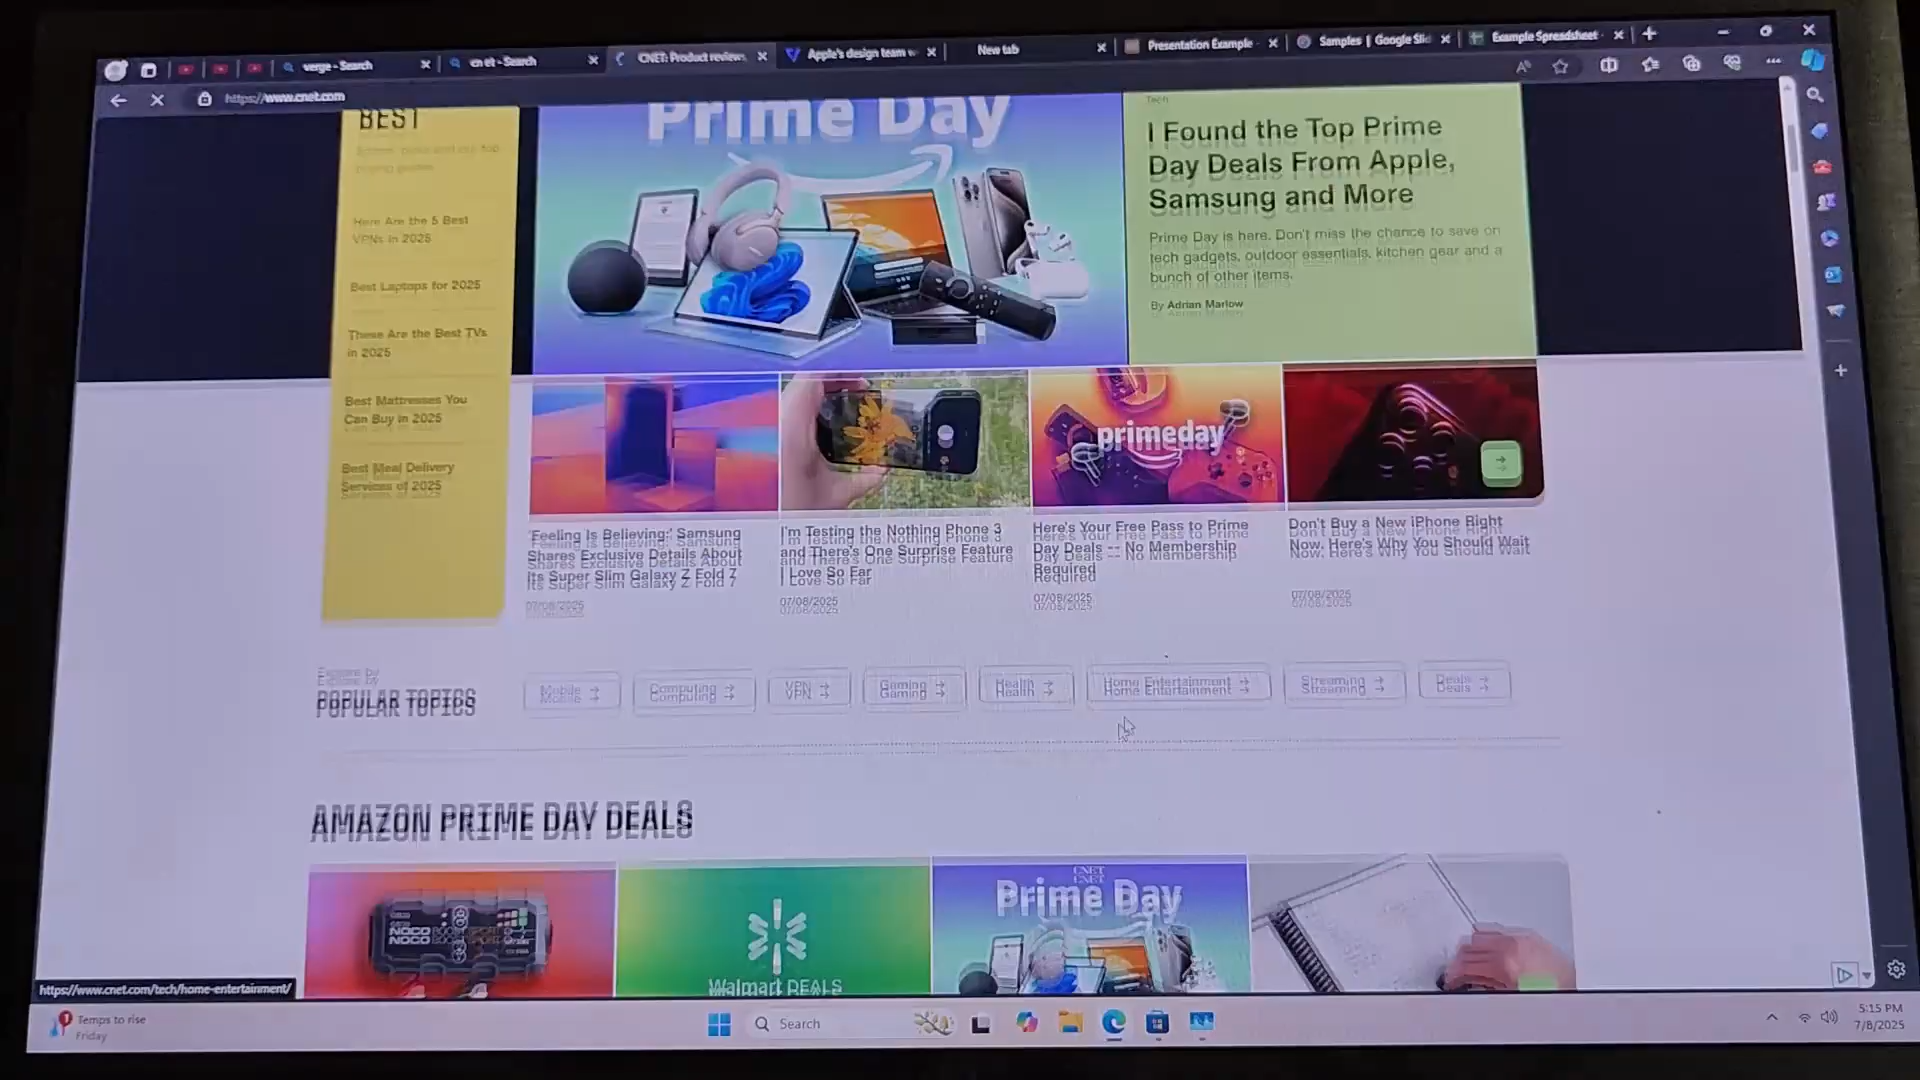 verge - Search
cn et - Search
CNET: Product reviews
Apple's design team w
New tab
Presentation Example
Samples | Google Slid
Example Spreadsheet
https://www.cnet.com
BEST
buying guides
Here Are the 5 Best
VPNs in 2025
Best Laptops for 2025
These Are the Best TVs
in 2025
Best Mattresses You
Can Buy in 2025
Best Meal Delivery
Services of 2025
Prime Day
Tech
I Found the Top Prime
Day Deals From Apple,
Samsung and More
Prime Day is here. Don't miss the chance to save on
tech gadgets, outdoor essentials, kitchen gear and a
bunch of other items.
By Adrian Marlow
primeday
'Feeling Is Believing:' Samsung
Shares Exclusive Details About
Its Super Slim Galaxy Z Fold 7
07/08/2025
I'm Testing the Nothing Phone 3
and There's One Surprise Feature
I Love So Far
07/08/2025
Here's Your Free Pass to Prime
Day Deals -- No Membership
Required
07/08/2025
Don't Buy a New iPhone Right
Now. Here's Why You Should Wait
07/08/2025
Explore by
POPULAR TOPICS
Mobile →
Computing →
VPN →
Gaming →
Health →
Home Entertainment →
Streaming →
Deals →
AMAZON PRIME DAY DEALS
NOCO
Walmart DEALS
CNET
Prime Day
https://www.cnet.com/tech/home-entertainment/
1
Temps to rise
Friday
Search
5:15 PM
7/8/2025